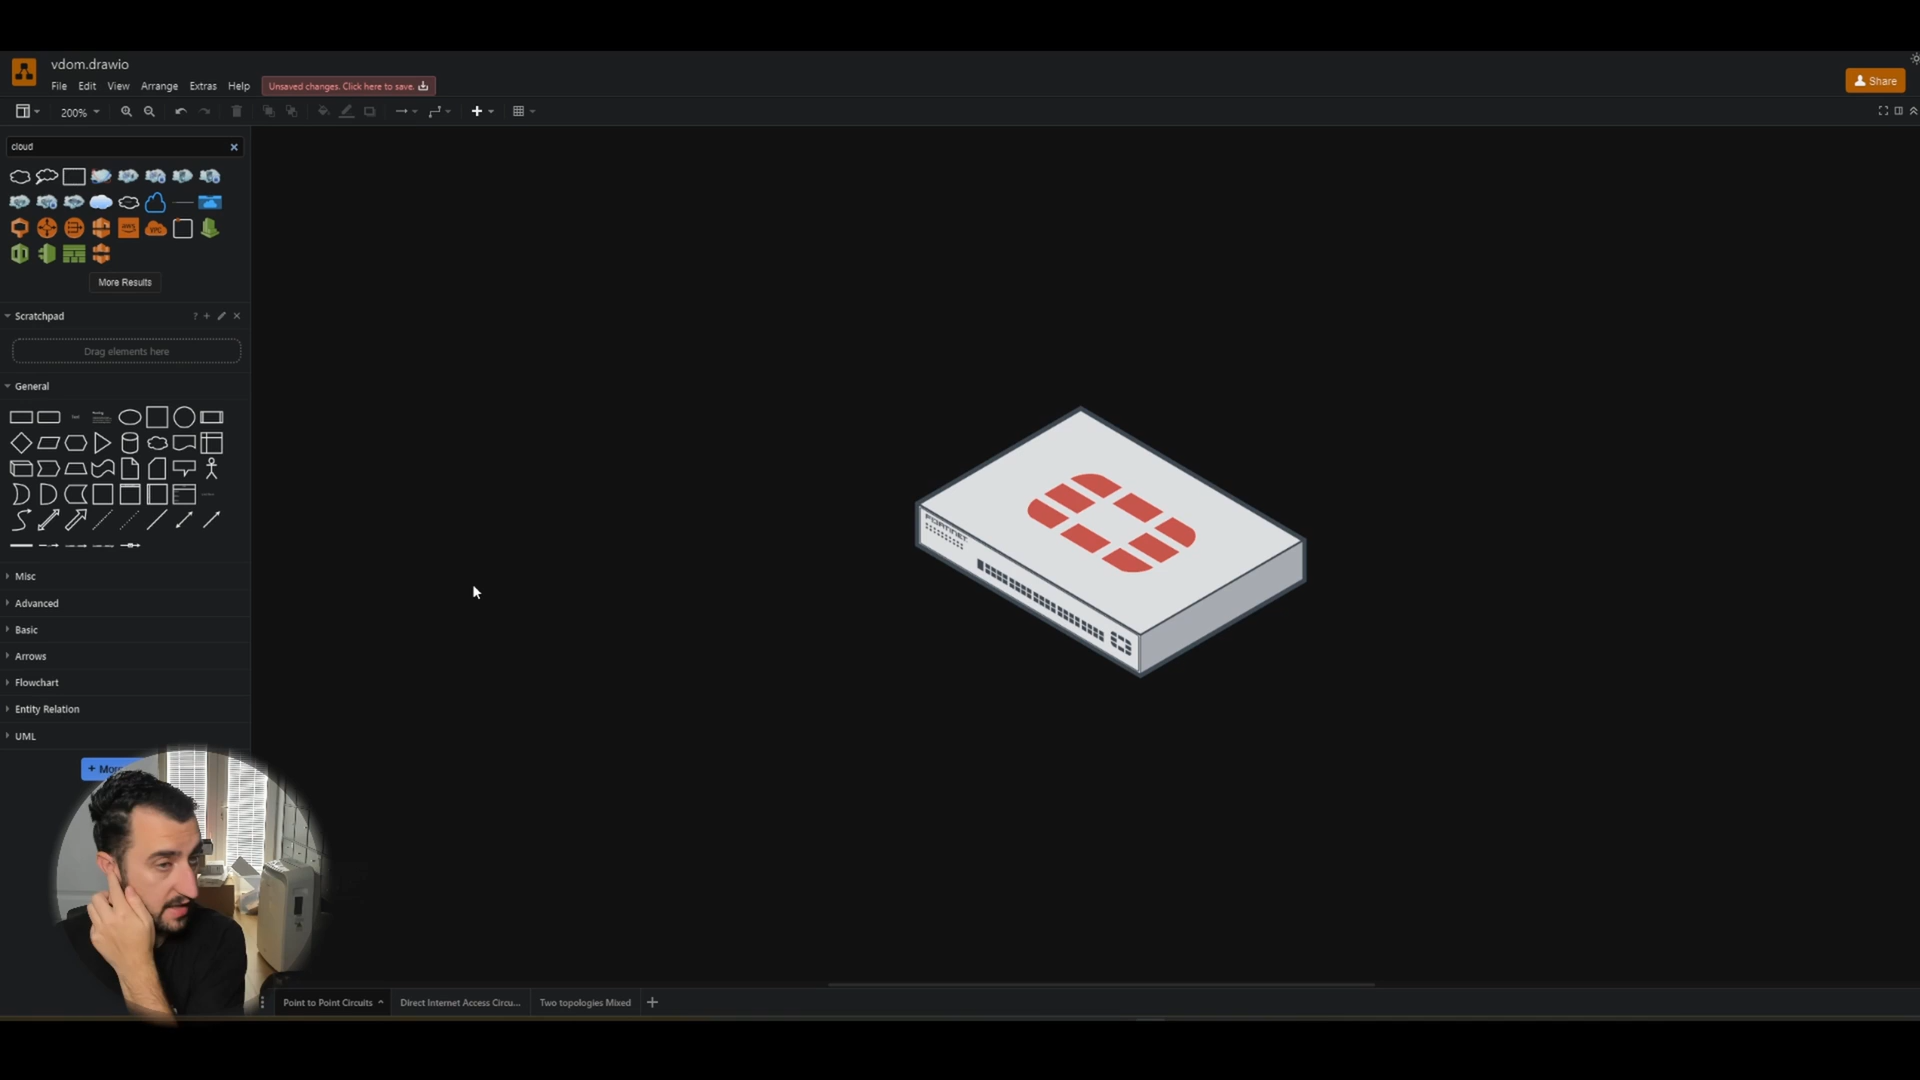 vdom.drawio
File Edit View Arrange Extras Help Unsaved changes. Click here to save.
Share
200%
cloud
More Results
Scratchpad
?
Drag elements here
General
Misc
Advanced
Basic
Arrows
Flowchart
Entity Relation
UML
+ More
FORTINET
Point to Point Circuits Direct Internet Access Circu... Two topologies Mixed